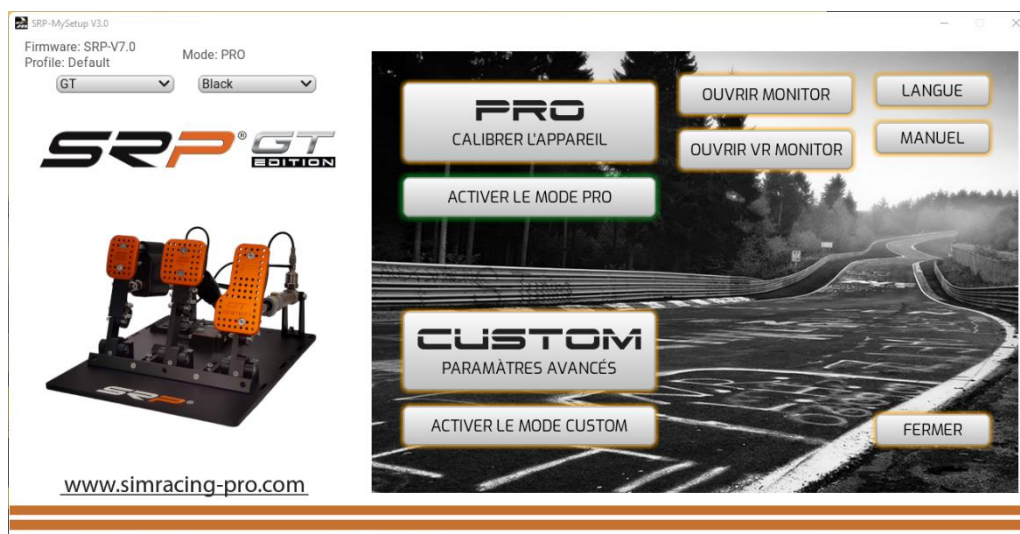 SRP-MySetup V3.0
Firmware: SRP-V7.0
Profile: Default
Mode: PRO
GT
Black
SRP® GT
EDITION
www.simracing-pro.com
PRO
CALIBRER L'APPAREIL
ACTIVER LE MODE PRO
OUVRIR MONITOR
OUVRIR VR MONITOR
LANGUE
MANUEL
CUSTOM
PARAMÀTRES AVANCÉS
ACTIVER LE MODE CUSTOM
FERMER
SRP®